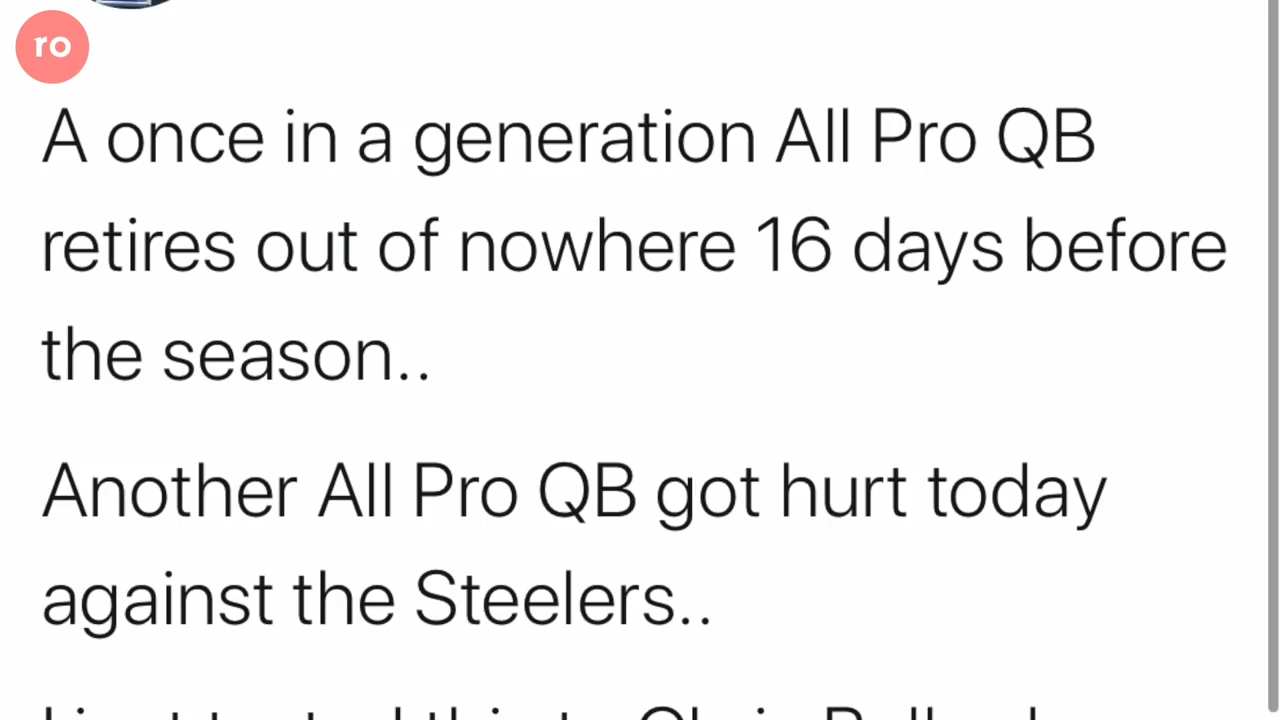 ro
A once in a generation All Pro QB
retires out of nowhere 16 days before
the season..
Another All Pro QB got hurt today
against the Steelers..